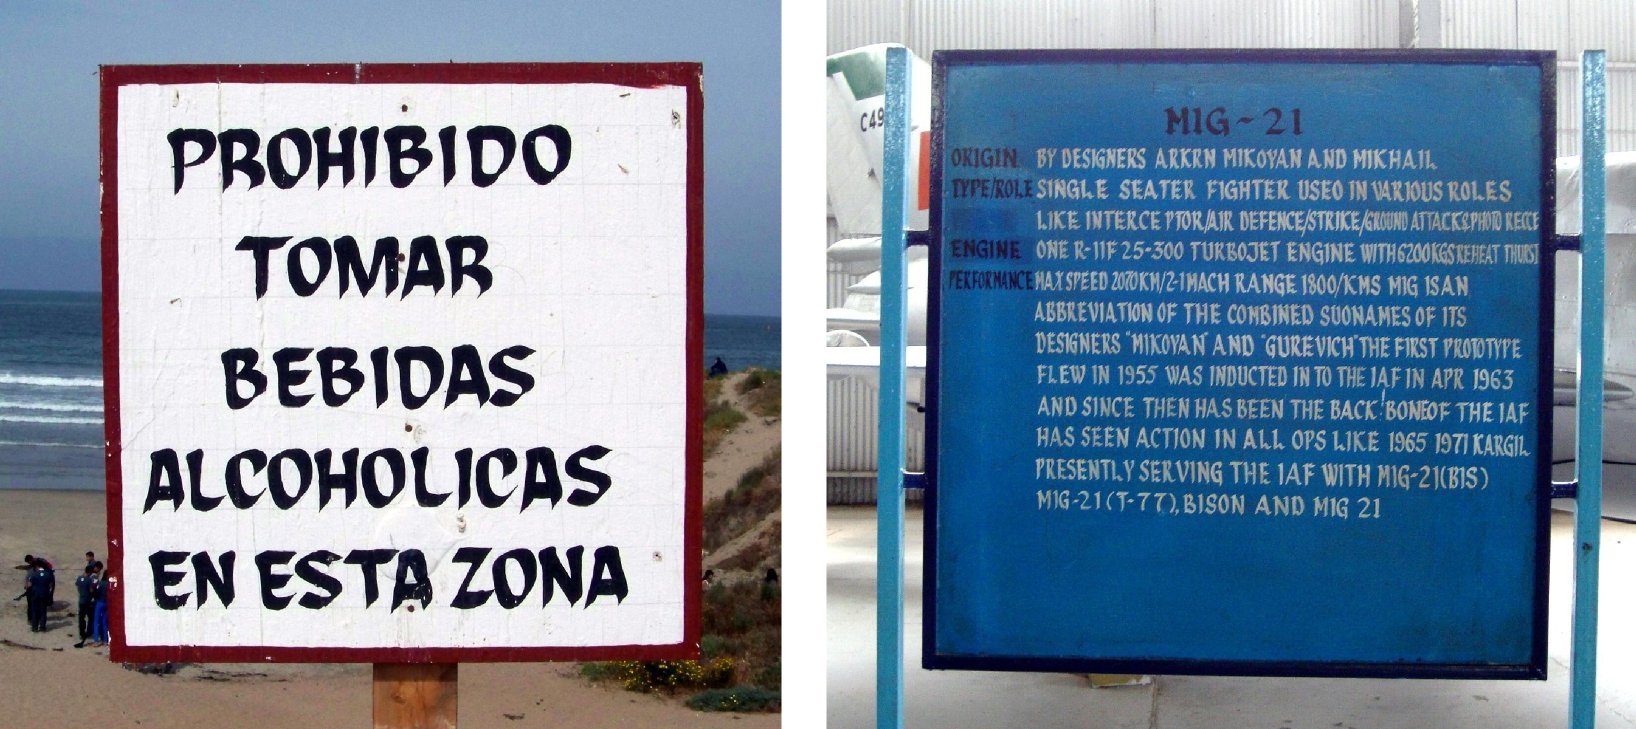 PROHIBIDO
TOMAR
BEBIDAS
ALCOHOLICAS
EN ESTA ZONA
C49
MIG-21
ORIGIN BY DESIGNERS ARKRN MIKOYAN AND MIKHAIL
TYPE/ROLE SINGLE SEATER FIGHTER USEO IN VARIOUS ROLES
LIKE INTERCE PTOR/AIR DEFENCE/STRIKE/GROUND ATTACK&PHOTO RECCE
ENGINE ONE R-11F 25-300 TURBOJET ENGINE WITH 6200KGS REHEAT THURST
PERFORMANCE MAX SPEED 2070KM/2-1MACH RANGE 1800/KMS MIG IS AN
ABBREVIATION OF THE COMBINED SUONAMES OF ITS
DESIGNERS "MIKOYAN" AND "GUREVICH" THE FIRST PROTOTYPE
FLEW IN 1955 WAS INDUCTED IN TO THE IAF IN APR 1963
AND SINCE THEN HAS BEEN THE BACK!BONEOF THE IAF
HAS SEEN ACTION IN ALL OPS LIKE 1965 1971 KARGIL
PRESENTLY SERVING THE IAF WITH MIG-21(BIS)
MIG-21(T-77), BISON AND MIG 21